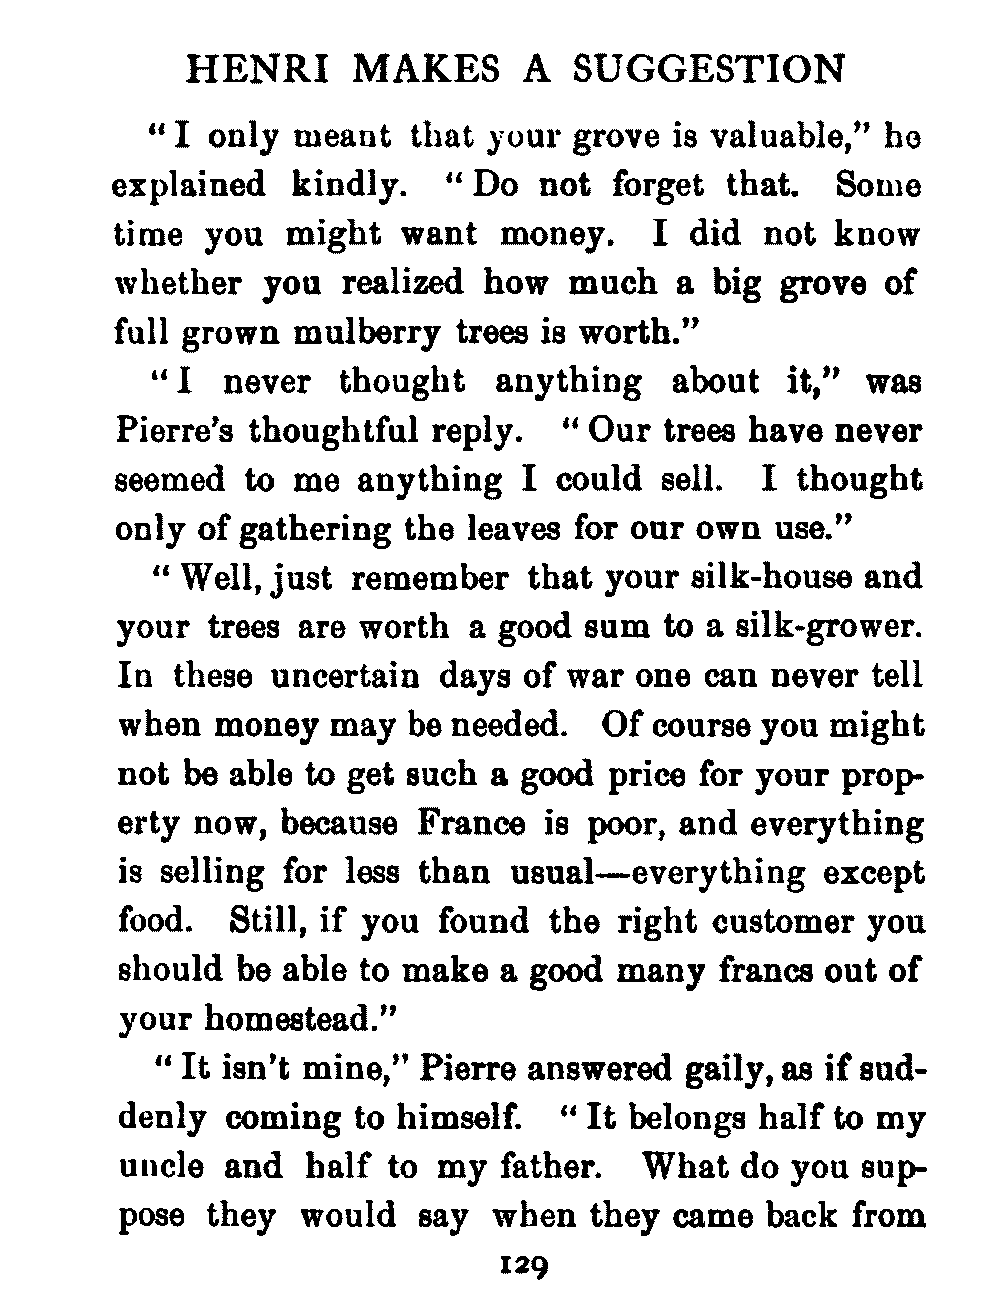 HENRI MAKES A SUGGESTION
“I only meant that your grove is valuable,” he
explained kindly. “Do not forget that. Some
time you might want money. I did not know
whether you realized how much a big grove of
full grown mulberry trees is worth.”
“I never thought anything about it,” was
Pierre’s thoughtful reply. “Our trees have never
seemed to me anything I could sell. I thought
only of gathering the leaves for our own use.”
“Well, just remember that your silk-house and
your trees are worth a good sum to a silk-grower.
In these uncertain days of war one can never tell
when money may be needed. Of course you might
not be able to get such a good price for your prop-
erty now, because France is poor, and everything
is selling for less than usual—everything except
food. Still, if you found the right customer you
should be able to make a good many francs out of
your homestead.”
“It isn’t mine,” Pierre answered gaily, as if sud-
denly coming to himself. “It belongs half to my
uncle and half to my father. What do you sup-
pose they would say when they came back from
129